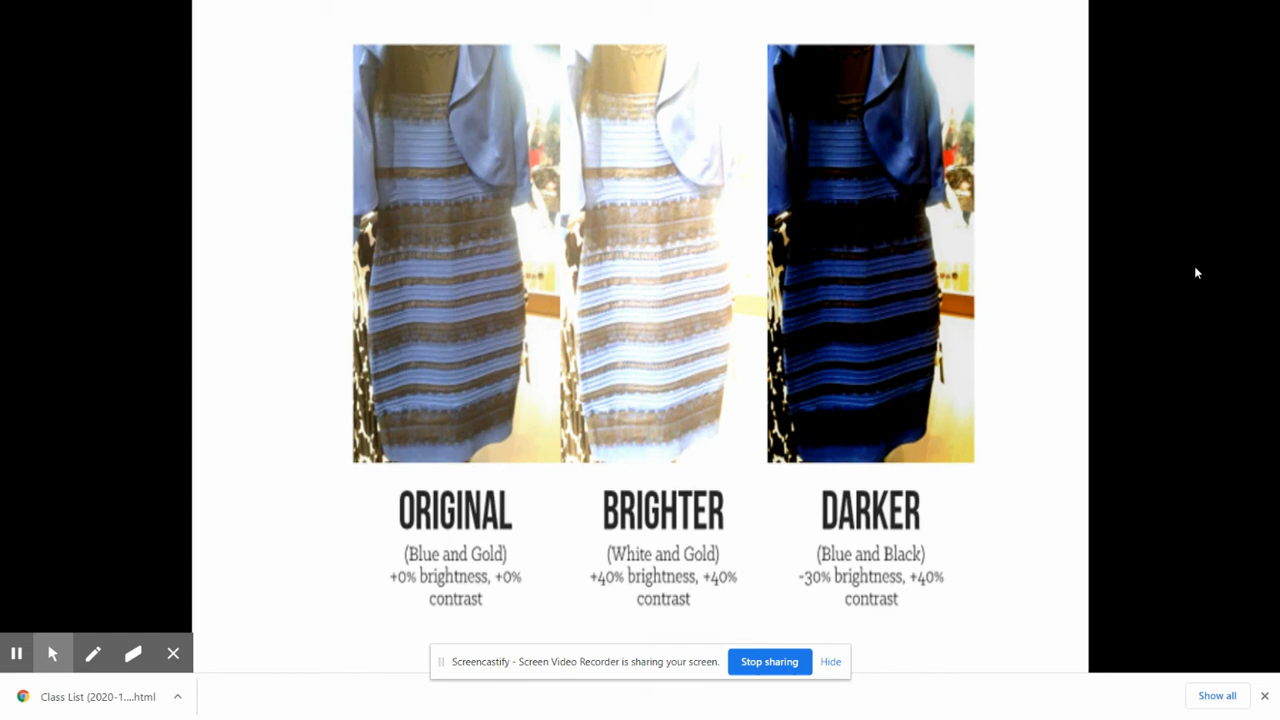 ORIGINAL
(Blue and Gold)
+0% brightness, +0%
contrast
BRIGHTER
(White and Gold)
+40% brightness, +40%
contrast
DARKER
(Blue and Black)
-30% brightness, +40%
contrast
Screencastify - Screen Video Recorder is sharing your screen.
Stop sharing
Hide
Class List (2020-1....html
Show all